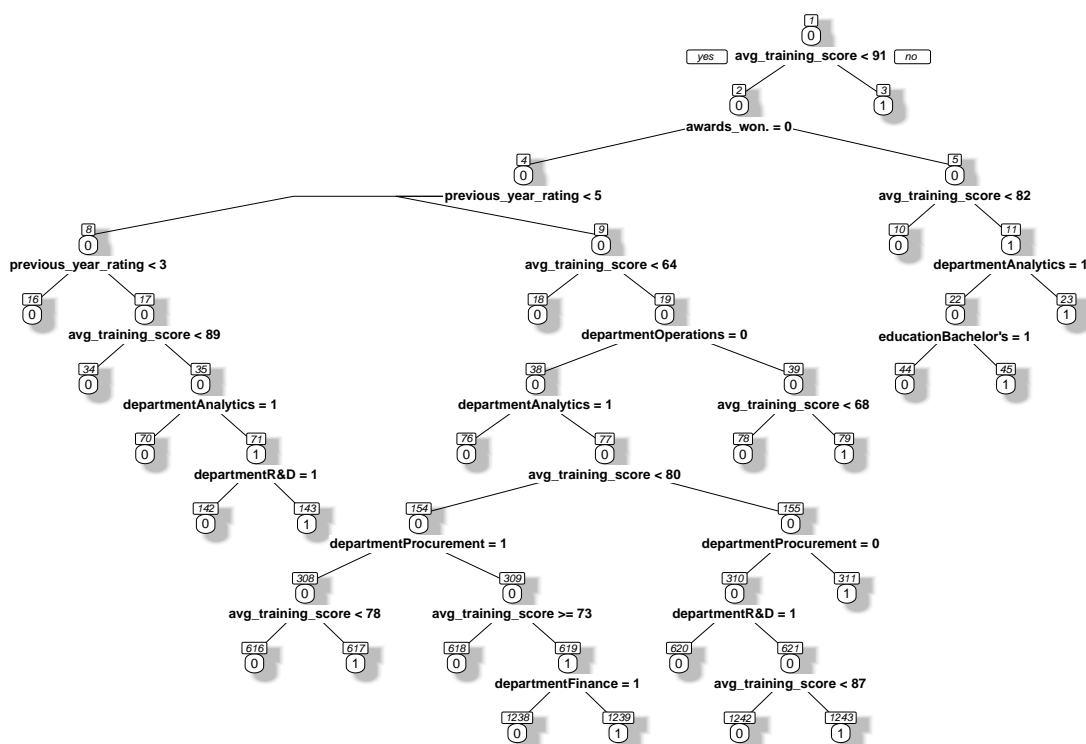 1
0
yes avg_training_score < 91 no
2 3
0 1
awards_won. = 0
4 5
0 0
previous_year_rating < 5 avg_training_score < 82
8 9 10 11
0 0 0 1
previous_year_rating < 3 avg_training_score < 64 departmentAnalytics = 1
16 17 18 19 22 23
0 0 0 0 0 1
avg_training_score < 89 departmentOperations = 0 educationBachelor's = 1
34 35 38 39 44 45
0 0 0 0 0 1
departmentAnalytics = 1 departmentAnalytics = 1 avg_training_score < 68
70 71 76 77 78 79
0 1 0 0 0 1
departmentR&D = 1 avg_training_score < 80
142 143 154 155
0 1 0 0
departmentProcurement = 1 departmentProcurement = 0
308 309 310 311
0 0 0 1
avg_training_score < 78 avg_training_score >= 73 departmentR&D = 1
616 617 618 619 620 621
0 1 0 1 0 0
departmentFinance = 1 avg_training_score < 87
1238 1239 1242 1243
0 1 0 1